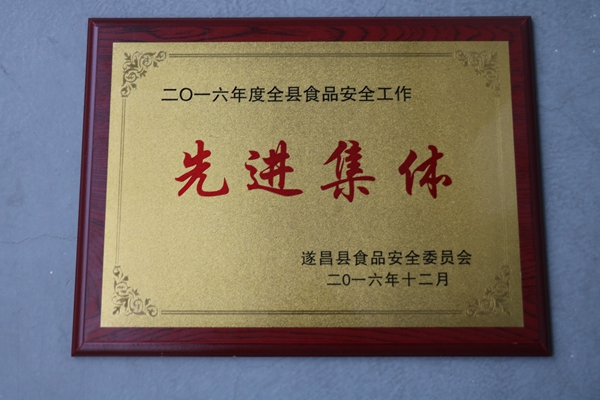 二〇一六年度全县食品安全工作
先进集体
遂昌县食品安全委员会
二〇一六年十二月